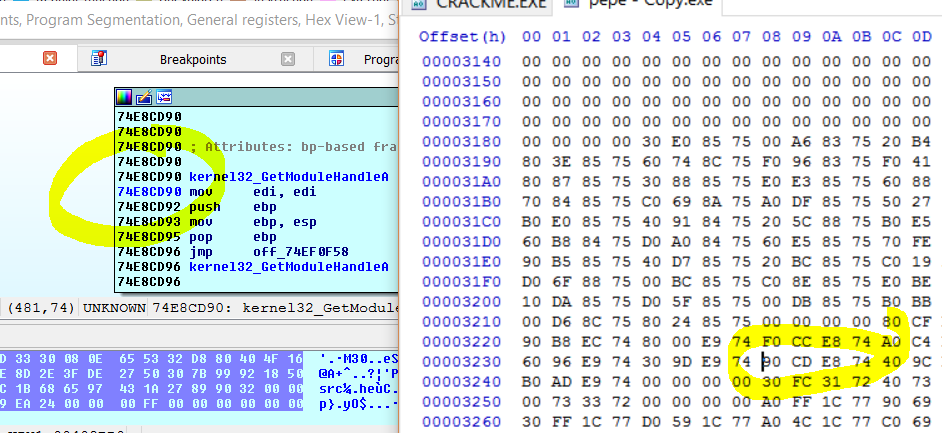 CRACKME.EXE
pepe - Copy.exe
nts, Program Segmentation, General registers, Hex View-1, S
Breakpoints
Progra
74E8CD90
74E8CD90
74E8CD90 ; Attributes: bp-based fra
74E8CD90
74E8CD90 kernel32_GetModuleHandleA
74E8CD90 mov edi, edi
74E8CD92 push ebp
74E8CD93 mov ebp, esp
74E8CD95 pop ebp
74E8CD96 jmp off_74EF0F58
74E8CD96 kernel32_GetModuleHandleA
74E8CD96
(481,74) UNKNOWN 74E8CD90: kernel32_GetModule
D 33 30 08 0E 65 53 32 D8 80 4F 16 '.·M30..eS
E 8D 2E 3F DE 27 50 30 7B 99 92 18 50 @A+^..?¦'P
C 1B 68 65 97 43 1A 27 89 90 32 00 00 src¼.heùC.
9 EA 24 00 00 00 FF 00 00 00 00 00 p}.yO$...
Offset(h) 00 01 02 03 04 05 06 07 08 09 0A 0B 0C 0D
00003140 00 00 00 00 00 00 00 00 00 00 00 00 00 00
00003150 00 00 00 00 00 00 00 00 00 00 00 00 00 00
00003160 00 00 00 00 00 00 00 00 00 00 00 00 00 00
00003170 00 00 00 00 00 00 00 00 00 00 00 00 00 00
00003180 00 00 00 00 30 E0 85 75 00 A6 83 75 20 B4
00003190 80 3E 85 75 60 74 8C 75 F0 96 83 75 F0 41
000031A0 80 87 85 75 30 88 85 75 E0 E3 85 75 60 88
000031B0 70 84 85 75 C0 69 8A 75 A0 DF 85 75 50 27
000031C0 B0 E0 85 75 40 91 84 75 20 5C 88 75 B0 E5
000031D0 60 B8 84 75 D0 A0 84 75 60 E5 85 75 70 FE
000031E0 90 B5 85 75 40 D7 85 75 20 BC 85 75 C0 19
000031F0 D0 6F 88 75 00 BC 85 75 C0 8E 85 75 E0 BE
00003200 10 DA 85 75 D0 5F 85 75 00 DB 85 75 B0 BB
00003210 00 D6 8C 75 80 24 85 75 00 00 00 00 80 CF
00003220 90 B8 EC 74 80 00 E9 74 F0 CC E8 74 A0 C4
00003230 60 96 E9 74 30 9D E9 74 90 CD E8 74 40 9C
00003240 B0 AD E9 74 00 00 00 00 30 FC 31 72 40 73
00003250 00 73 33 72 00 00 00 00 A0 FF 1C 77 90 69
00003260 30 FF 1C 77 D0 59 1C 77 A0 4C 1C 77 C0 69